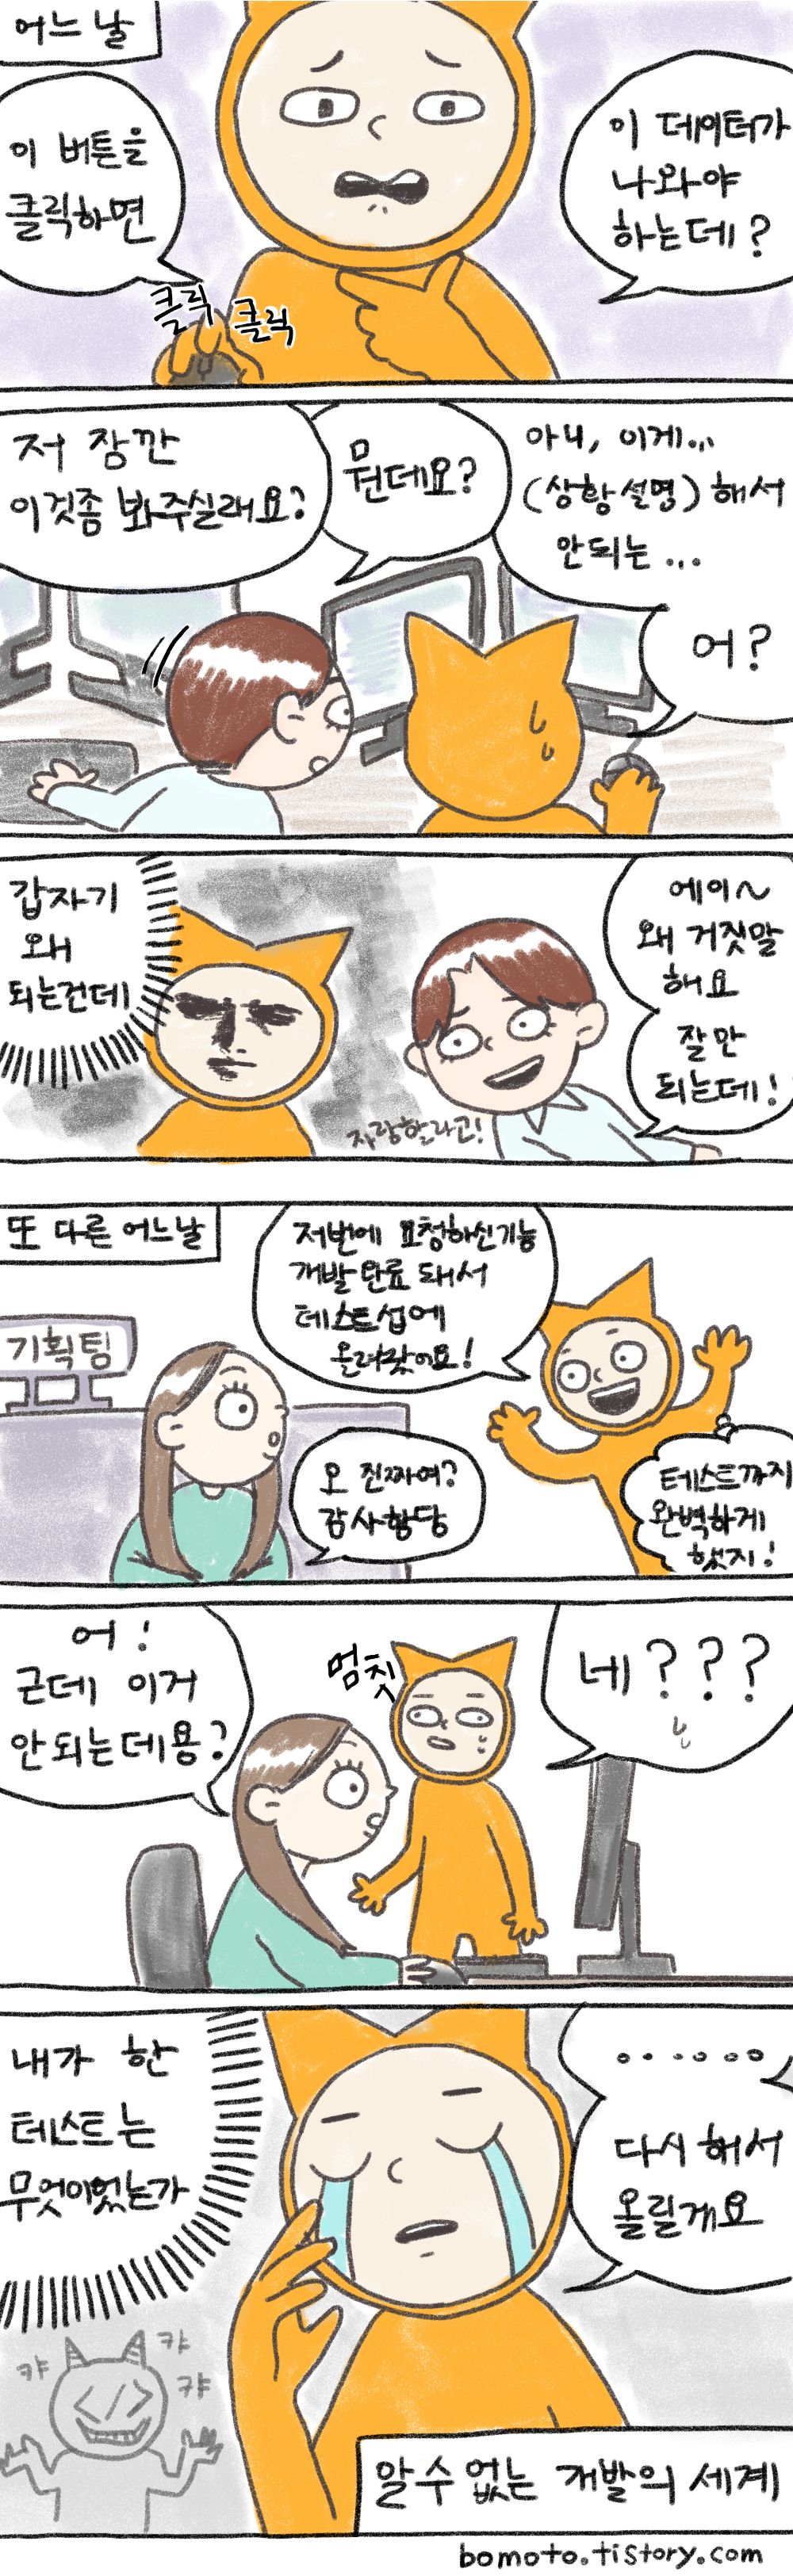 어느 날
이 버튼을
클릭하면
이 데이터가
나와야
하는데?
클릭
클릭
저 잠깐
이것좀 봐주실래요?
뭔데요?
아니, 이게...
(상황설명)해서
안되는...
어?
갑자기
왜
되는건데
에이~
왜 거짓말
해요
잘만
되는데!
자랑할라고!
또 다른 어느날
저번에 요청하신기능
개발완료 돼서
테스트섭에
올려놨어요!
기획팀
오 진짜여?
감사함당
테스트까지
완벽하게
했지!
어!
근데 이거
안되는데용?
멈칫
네???
내가 한
테스트는
무엇이었는가
......
다시 해서
올릴게요
캬
캬
캬
알 수 없는 개발의 세계
bomoto.tistory.com